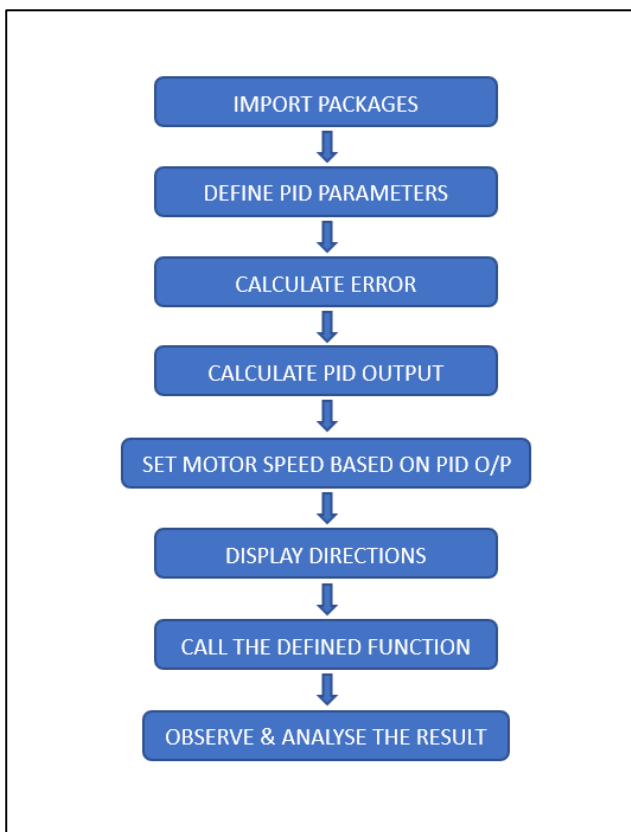 IMPORT PACKAGES
DEFINE PID PARAMETERS
CALCULATE ERROR
CALCULATE PID OUTPUT
SET MOTOR SPEED BASED ON PID O/P
DISPLAY DIRECTIONS
CALL THE DEFINED FUNCTION
OBSERVE & ANALYSE THE RESULT